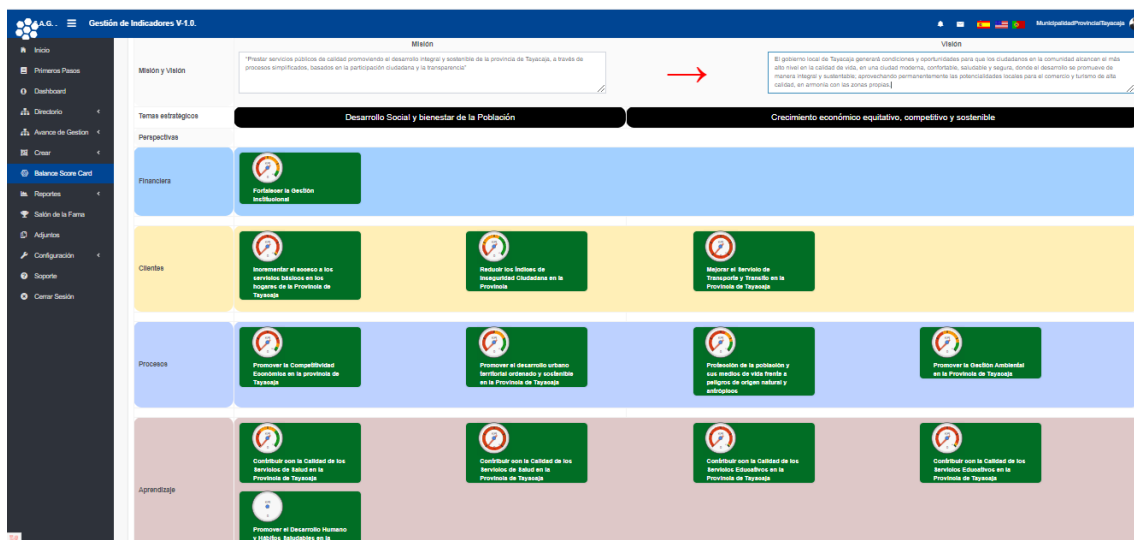 S.A.G. .
Gestión de Indicadores V-1.0.
MunicipalidadProvincialTayacaja
Inicio
Primeros Pasos
Dashboard
Directorio
Avance de Gestion
Crear
Balance Score Card
Reportes
Salón de la Fama
Adjuntos
Configuración
Soporte
Cerrar Sesión
Misión
Visión
Misión y Visión
"Prestar servicios públicos de calidad promoviendo el desarrollo integral y sostenible de la provincia de Tayacaja, a través de
procesos simplificados, basados en la participación ciudadana y la transparencia"
El gobierno local de Tayacaja generará condiciones y oportunidades para que los ciudadanos en la comunidad alcancen el más
alto nivel en la calidad de vida, en una ciudad moderna, confortable, saludable y segura, donde el desarrollo se promueve de
manera integral y sustentable; aprovechando permanentemente las potencialidades locales para el comercio y turismo de alta
calidad, en armonía con las zonas propias.
Temas estratégicos
Desarrollo Social y bienestar de la Población
Crecimiento económico equitativo, competitivo y sostenible
Perspectivas
Financiera
Fortalecer la Gestión
Institucional
Clientes
Incrementar el acceso a los
servicios básicos en los
hogares de la Provincia de
Tayacaja
Reducir los Índices de
Inseguridad Ciudadana en la
Provincia
Mejorar el Servicio de
Transporte y Transito en la
Provincia de Tayacaja
Procesos
Promover la Competitividad
Económica en la provincia de
Tayacaja
Promover el desarrollo urbano
territorial ordenado y sostenible
en la Provincia de Tayacaja
Protección de la población y
sus medios de vida frente a
peligros de origen natural y
antrópicos
Promover la Gestión Ambiental
en la Provincia de Tayacaja
Aprendizaje
Contribuir con la Calidad de los
Servicios de Salud en la
Provincia de Tayacaja
Contribuir con la Calidad de los
Servicios de Salud en la
Provincia de Tayacaja
Contribuir con la Calidad de los
Servicios Educativos en la
Provincia de Tayacaja
Contribuir con la Calidad de los
Servicios Educativos en la
Provincia de Tayacaja
Promover el Desarrollo Humano
y Hábitos Saludables en la